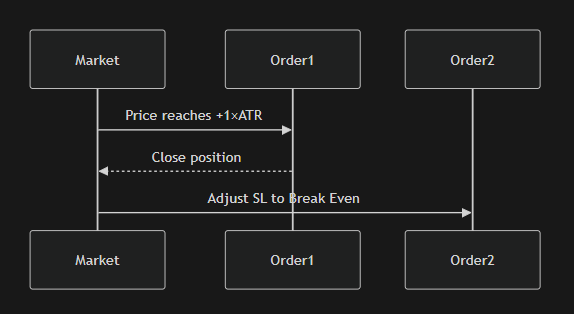 Market Order1 Order2
Price reaches +1×ATR
Close position
Adjust SL to Break Even
Market Order1 Order2